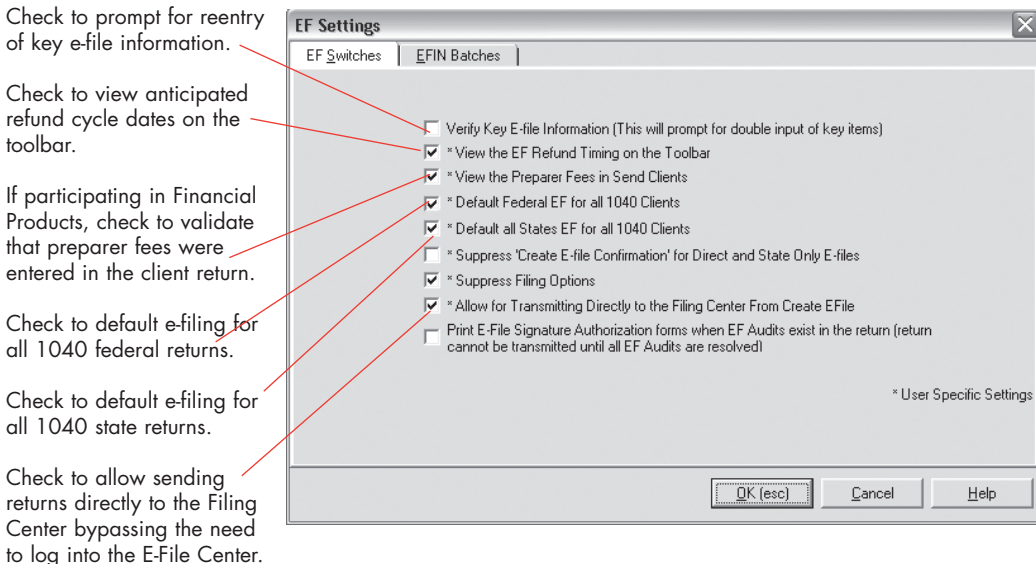 Check to prompt for reentry
of key e-file information.
Check to view anticipated
refund cycle dates on the
toolbar.
If participating in Financial
Products, check to validate
that preparer fees were
entered in the client return.
Check to default e-filing for
all 1040 federal returns.
Check to default e-filing for
all 1040 state returns.
Check to allow sending
returns directly to the Filing
Center bypassing the need
to log into the E-File Center.
EF Settings
EF Switches
EFIN Batches
Verify Key E-file Information (This will prompt for double input of key items)
* View the EF Refund Timing on the Toolbar
* View the Preparer Fees in Send Clients
* Default Federal EF for all 1040 Clients
* Default all States EF for all 1040 Clients
* Suppress 'Create E-file Confirmation' for Direct and State Only E-files
* Suppress Filing Options
* Allow for Transmitting Directly to the Filing Center From Create EFile
Print E-File Signature Authorization forms when EF Audits exist in the return (return
cannot be transmitted until all EF Audits are resolved)
* User Specific Settings
OK (esc)
Cancel
Help